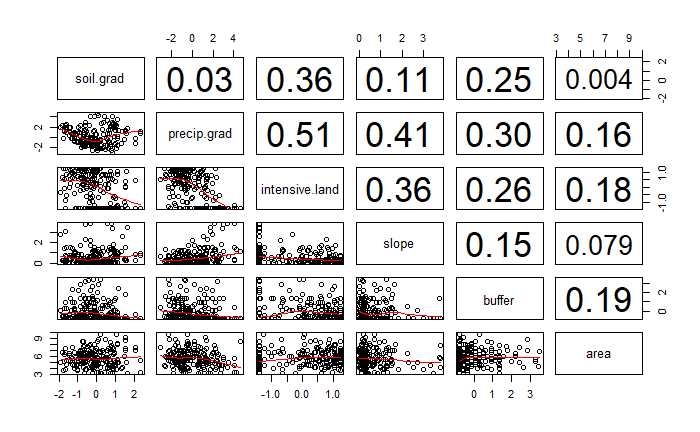 -2 0 2 4 0 1 2 3 3 5 7 9
soil.grad 0.03 0.36 0.11 0.25 0.004 -2 0 2
-2 0 2 precip.grad 0.51 0.41 0.30 0.16
intensive.land 0.36 0.26 0.18 -1.0 1.0
0 2 slope 0.15 0.079
buffer 0.19 0 2
3 6 9 area
-2 -1 0 1 2 -1.0 0.0 1.0 0 1 2 3